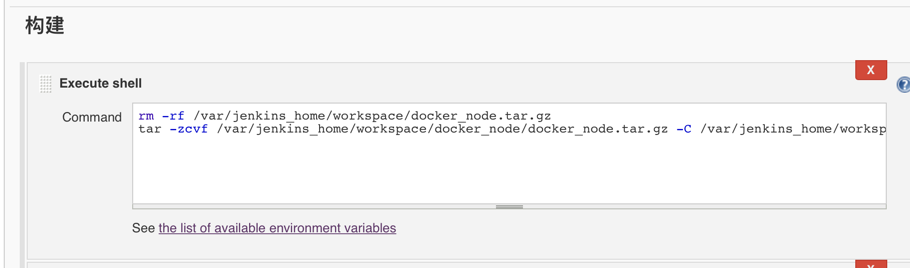 构建
X
Execute shell
Command
rm -rf /var/jenkins_home/workspace/docker_node.tar.gz
tar -zcvf /var/jenkins_home/workspace/docker_node/docker_node.tar.gz -C /var/jenkins_home/worksp
See the list of available environment variables